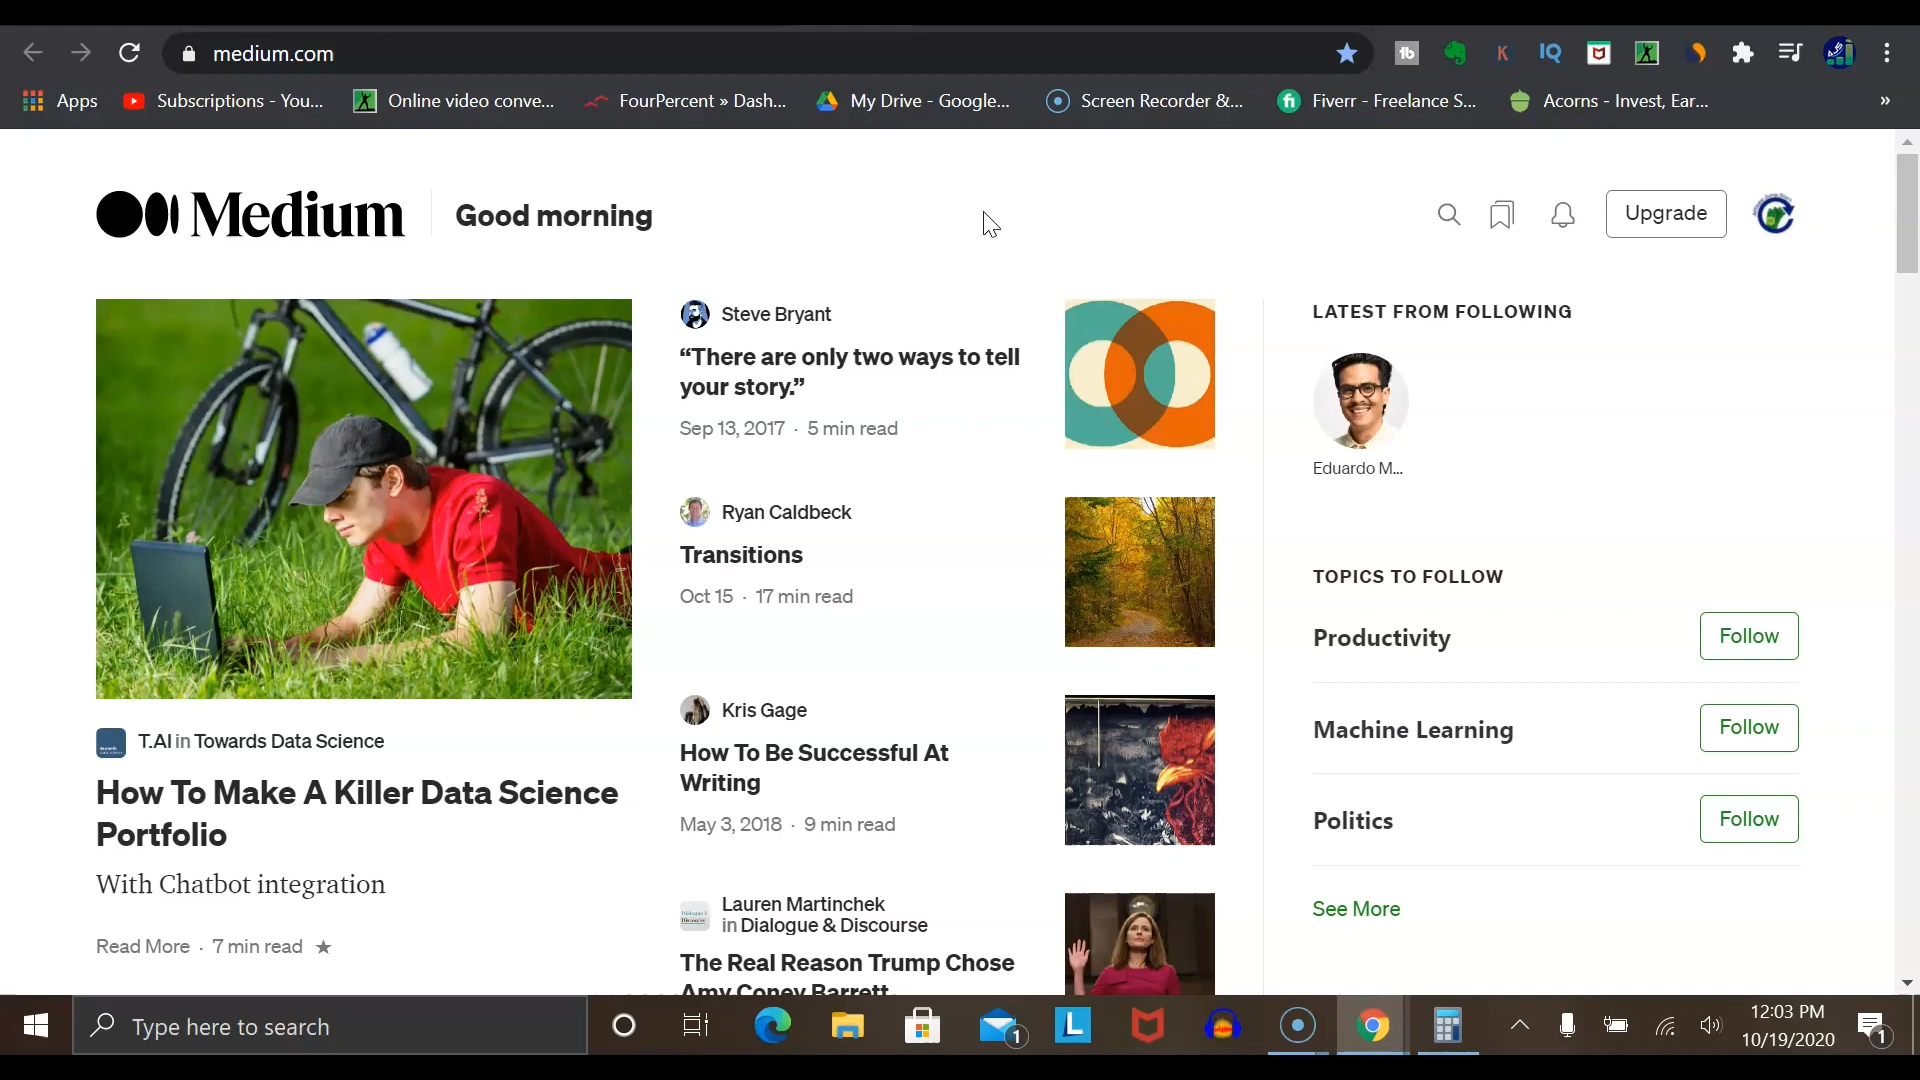 medium.com
tb
K
IQ
Apps
Subscriptions - You...
Online video conve...
FourPercent » Dash...
My Drive - Google...
Screen Recorder &...
fi
Fiverr - Freelance S...
Acorns - Invest, Ear...
»
Medium
Good morning
Upgrade
T.AI in Towards Data Science
How To Make A Killer Data Science
Portfolio
With Chatbot integration
Read More · 7 min read ★
Steve Bryant
“There are only two ways to tell
your story.”
Sep 13, 2017 · 5 min read
Ryan Caldbeck
Transitions
Oct 15 · 17 min read
Kris Gage
How To Be Successful At
Writing
May 3, 2018 · 9 min read
Lauren Martinchek
in Dialogue & Discourse
The Real Reason Trump Chose
Amy Coney Barrett
LATEST FROM FOLLOWING
Eduardo M...
TOPICS TO FOLLOW
Productivity
Follow
Machine Learning
Follow
Politics
Follow
See More
Type here to search
1
L
12:03 PM
10/19/2020
1